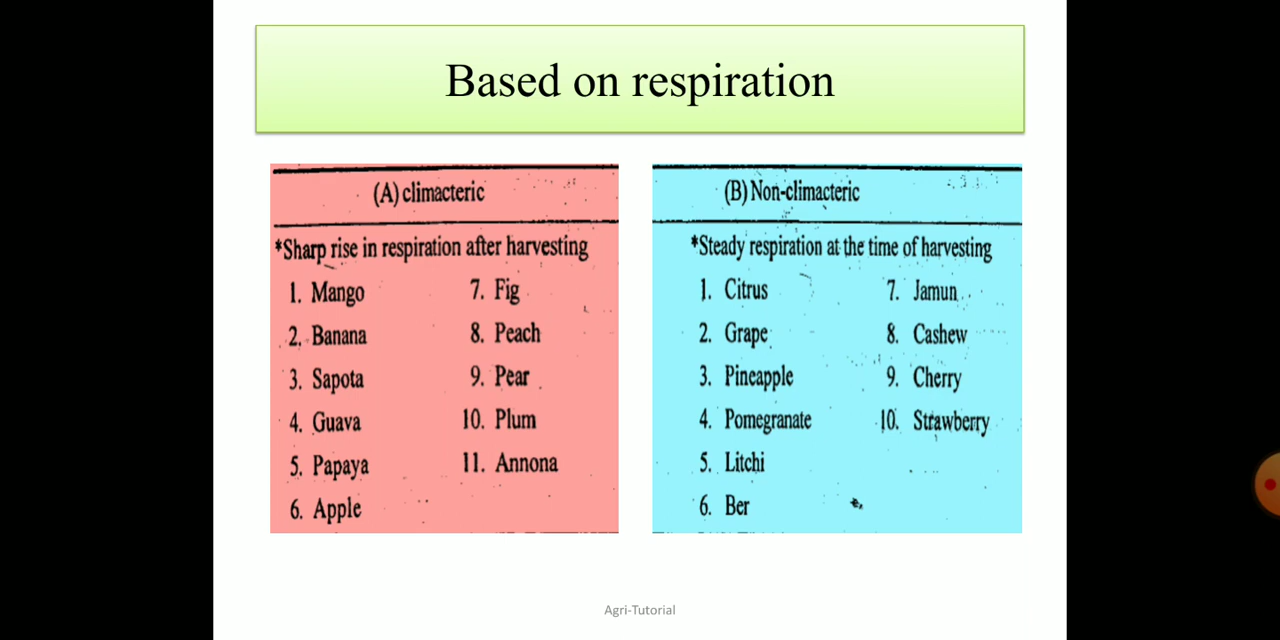 Based on respiration
(A) climacteric
*Sharp rise in respiration after harvesting
1. Mango
2. Banana
3. Sapota
4. Guava
5. Papaya
6. Apple
7. Fig
8. Peach
9. Pear
10. Plum
11. Annona
(B) Non-climacteric
*Steady respiration at the time of harvesting
1. Citrus
2. Grape
3. Pineapple
4. Pomegranate
5. Litchi
6. Ber
7. Jamun
8. Cashew
9. Cherry
10. Strawberry
Agri-Tutorial